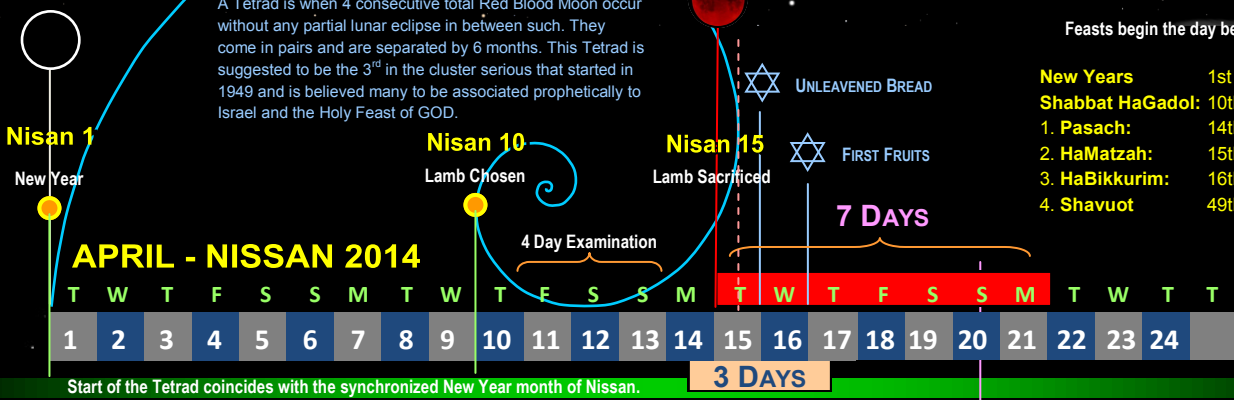 A Tetrad is when 4 consecutive total Red Blood Moon occur
without any partial lunar eclipse in between such. They
come in pairs and are separated by 6 months. This Tetrad is
suggested to be the 3rd in the cluster serious that started in
1949 and is believed many to be associated prophetically to
Israel and the Holy Feast of GOD.
Feasts begin the day be
New Years 1st
Shabbat HaGadol: 10th
1. Pasach: 14th
2. HaMatzah: 15th
3. HaBikkurim: 16th
4. Shavuot 49th
UNLEAVENED BREAD
FIRST FRUITS
Nisan 1
New Year
Nisan 10
Lamb Chosen
Nisan 15
Lamb Sacrificed
7 DAYS
4 Day Examination
APRIL - NISSAN 2014
T W T F S S M T W T F S S M T W T F S S M T W T T
1 2 3 4 5 6 7 8 9 10 11 12 13 14 15 16 17 18 19 20 21 22 23 24
3 DAYS
Start of the Tetrad coincides with the synchronized New Year month of Nissan.